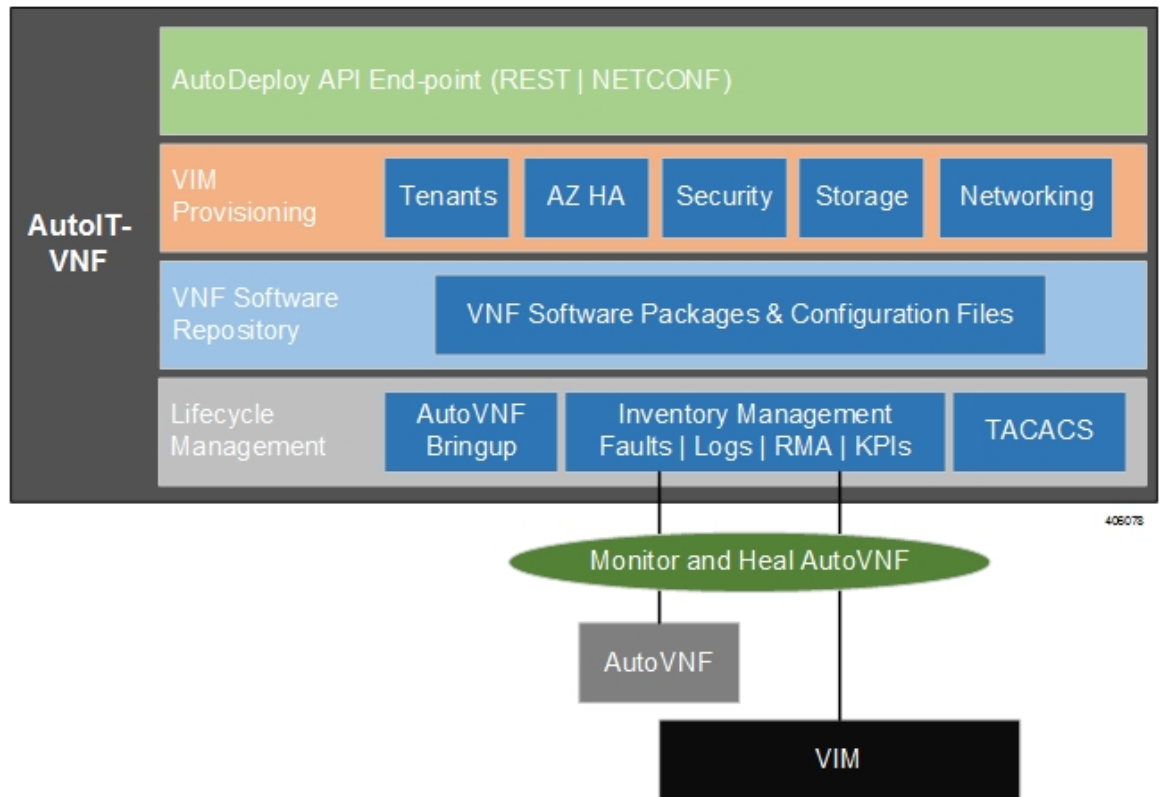 AutoDeploy API End-point (REST | NETCONF)
AutoIT-
VNF
VIM
Provisioning
Tenants
AZ HA
Security
Storage
Networking
VNF Software
Repository
VNF Software Packages & Configuration Files
Lifecycle
Management
AutoVNF
Bringup
Inventory Management
Faults | Logs | RMA | KPIs
TACACS
406078
Monitor and Heal AutoVNF
AutoVNF
VIM